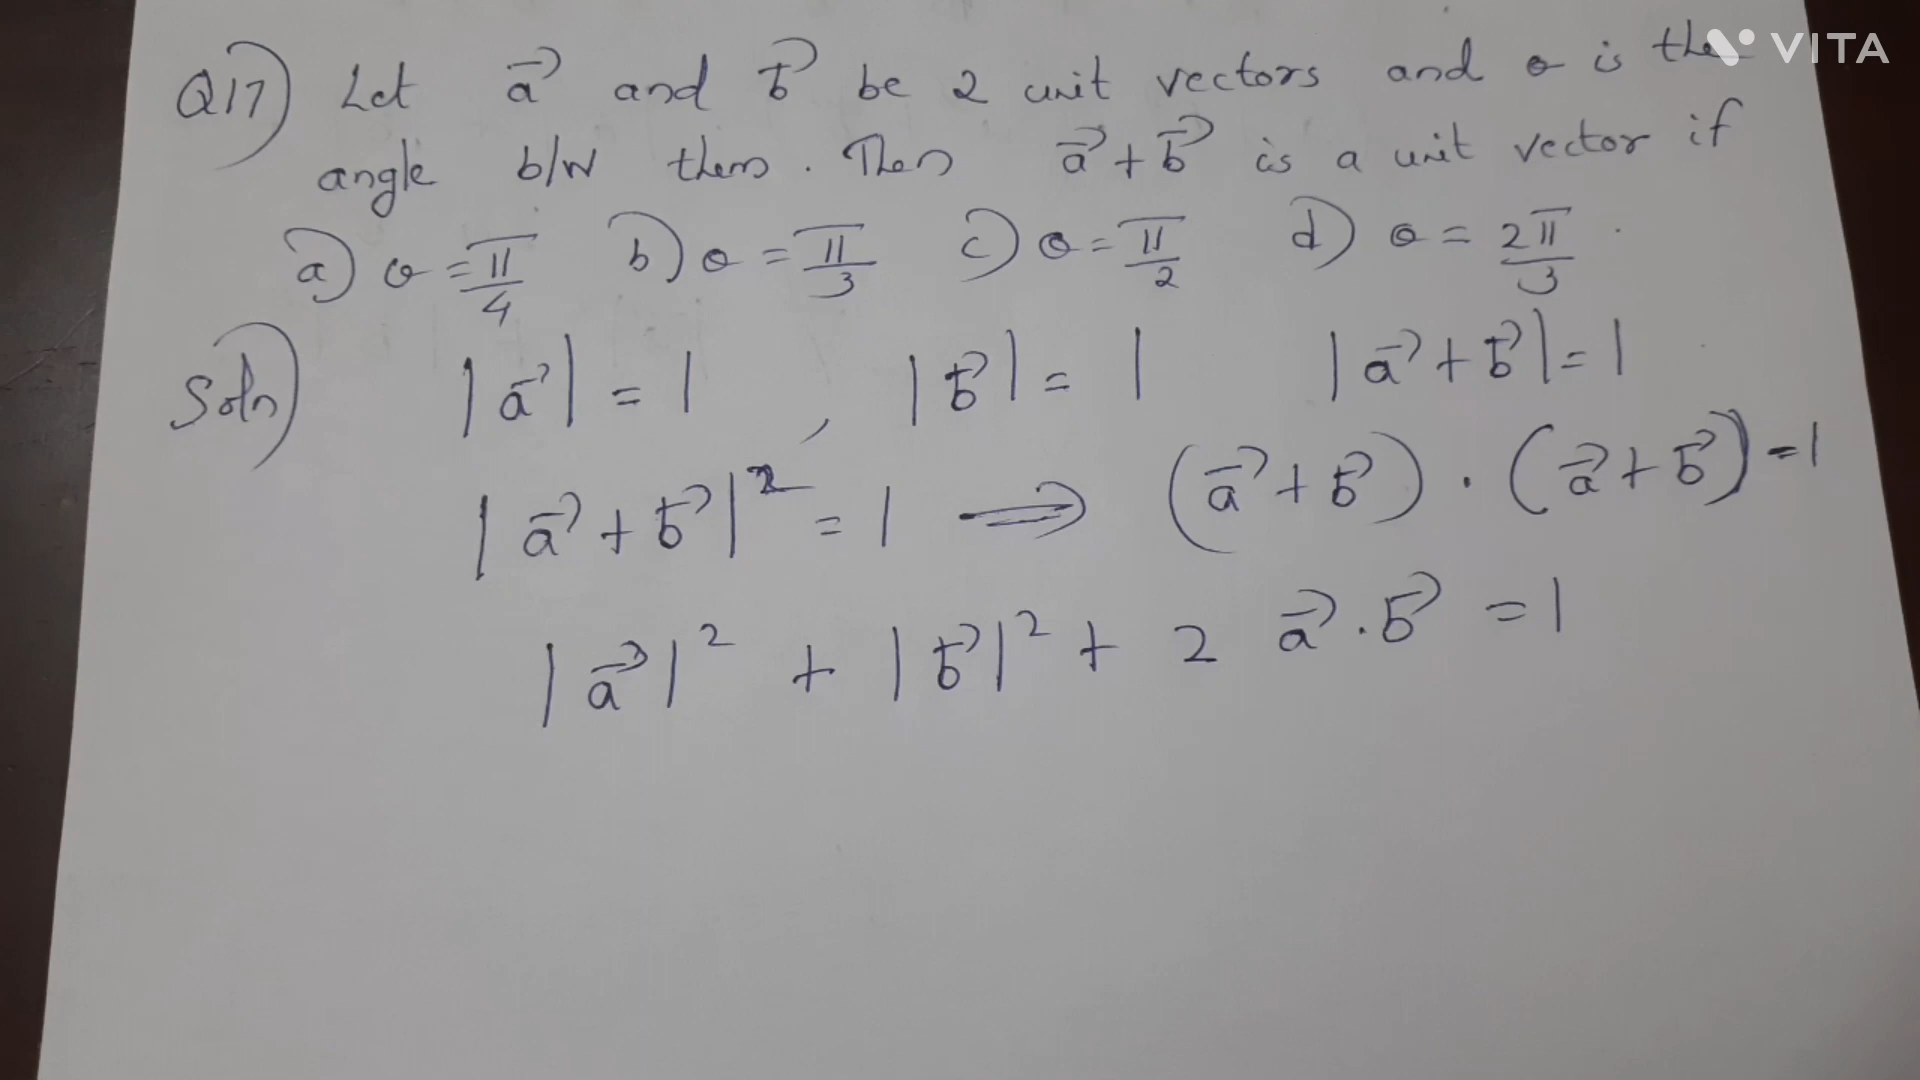 VITA
Q17) Let a⃗ and b⃗ be 2 unit vectors and θ is the
angle b/w them. Then a⃗ + b⃗ is a unit vector if
a) θ = π/4 b) θ = π/3 c) θ = π/2 d) θ = 2π/3.
Soln) |a⃗| = 1, |b⃗| = 1 |a⃗ + b⃗| = 1
|a⃗ + b⃗|² = 1 ⟹ (a⃗ + b⃗) . (a⃗ + b⃗) = 1
|a⃗|² + |b⃗|² + 2 a⃗ . b⃗ = 1